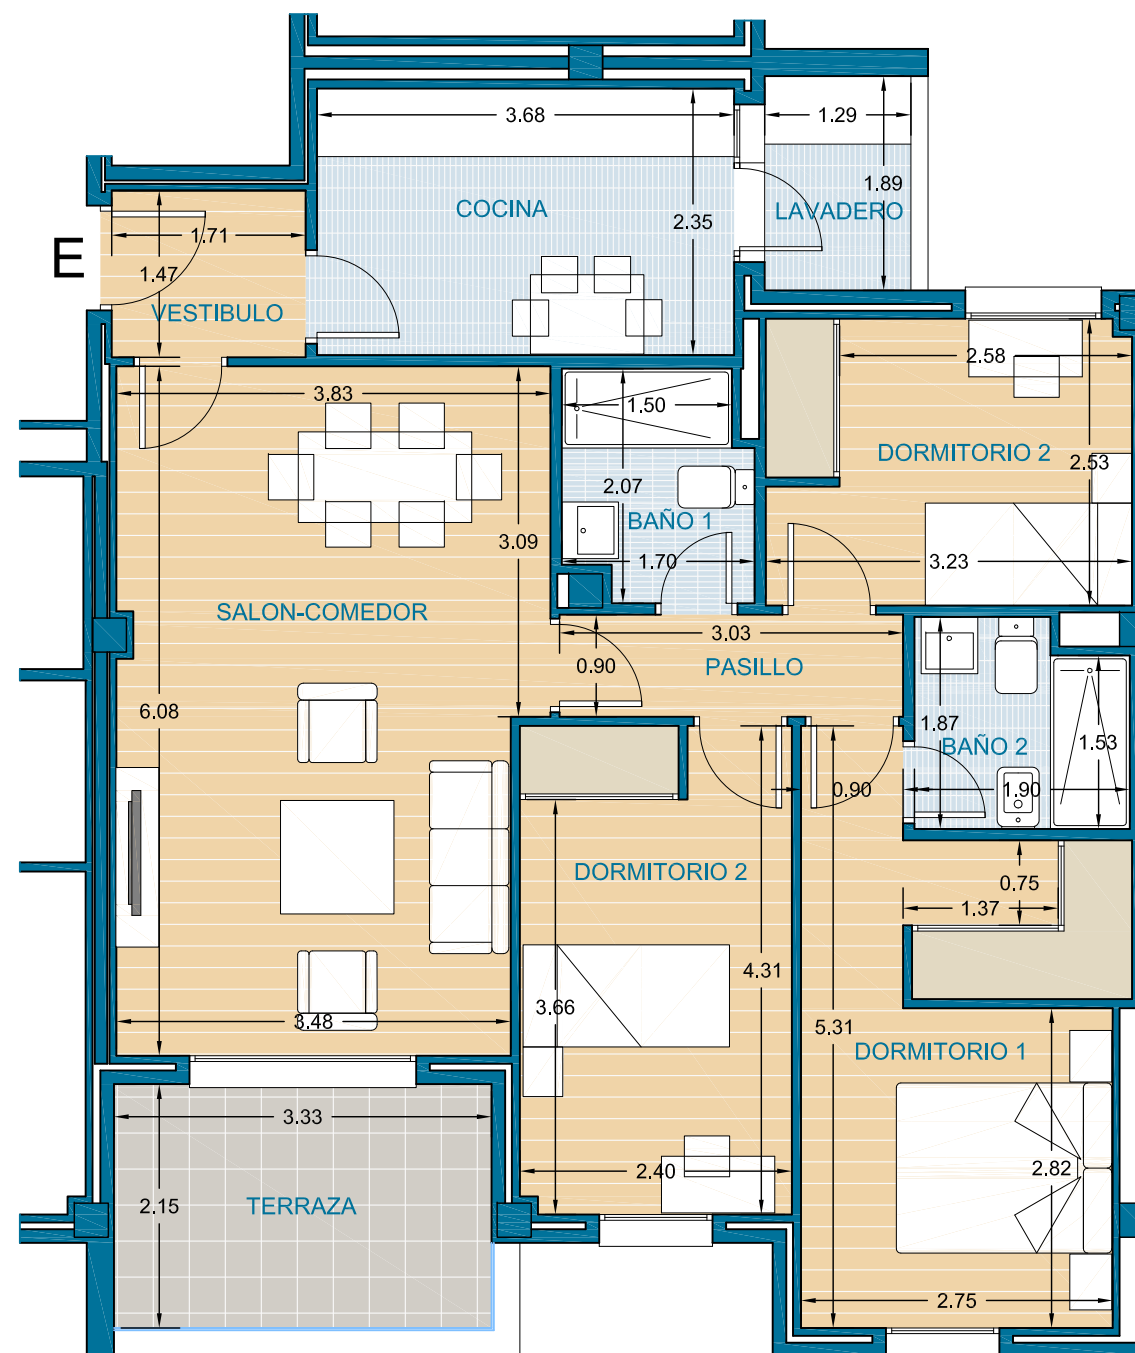 3.68
1.29
1.89
COCINA
LAVADERO
2.35
1.71
E
1.47
VESTIBULO
2.58
3.83
1.50
DORMITORIO 2
2.53
2.07
BAÑO 1
3.09
1.70
3.23
SALON-COMEDOR
3.03
0.90
PASILLO
6.08
1.87
BAÑO 2
1.53
0.90
1.90
DORMITORIO 2
0.75
1.37
4.31
3.66
3.48
5.31
DORMITORIO 1
3.33
2.40
2.82
2.15
TERRAZA
2.75